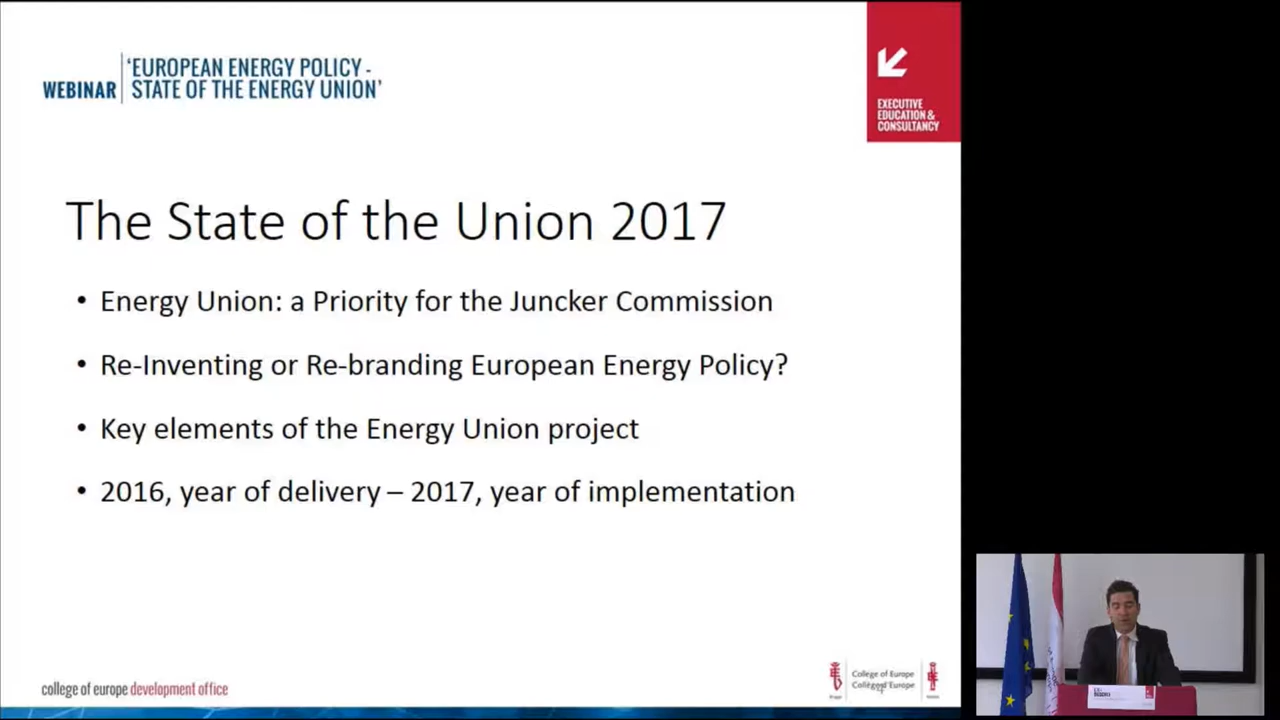 WEBINAR
'EUROPEAN ENERGY POLICY -
STATE OF THE ENERGY UNION'
EXECUTIVE
EDUCATION &
CONSULTANCY
The State of the Union 2017
• Energy Union: a Priority for the Juncker Commission
• Re-Inventing or Re-branding European Energy Policy?
• Key elements of the Energy Union project
• 2016, year of delivery – 2017, year of implementation
college of europe development office
College of Europe
Collège d'Europe